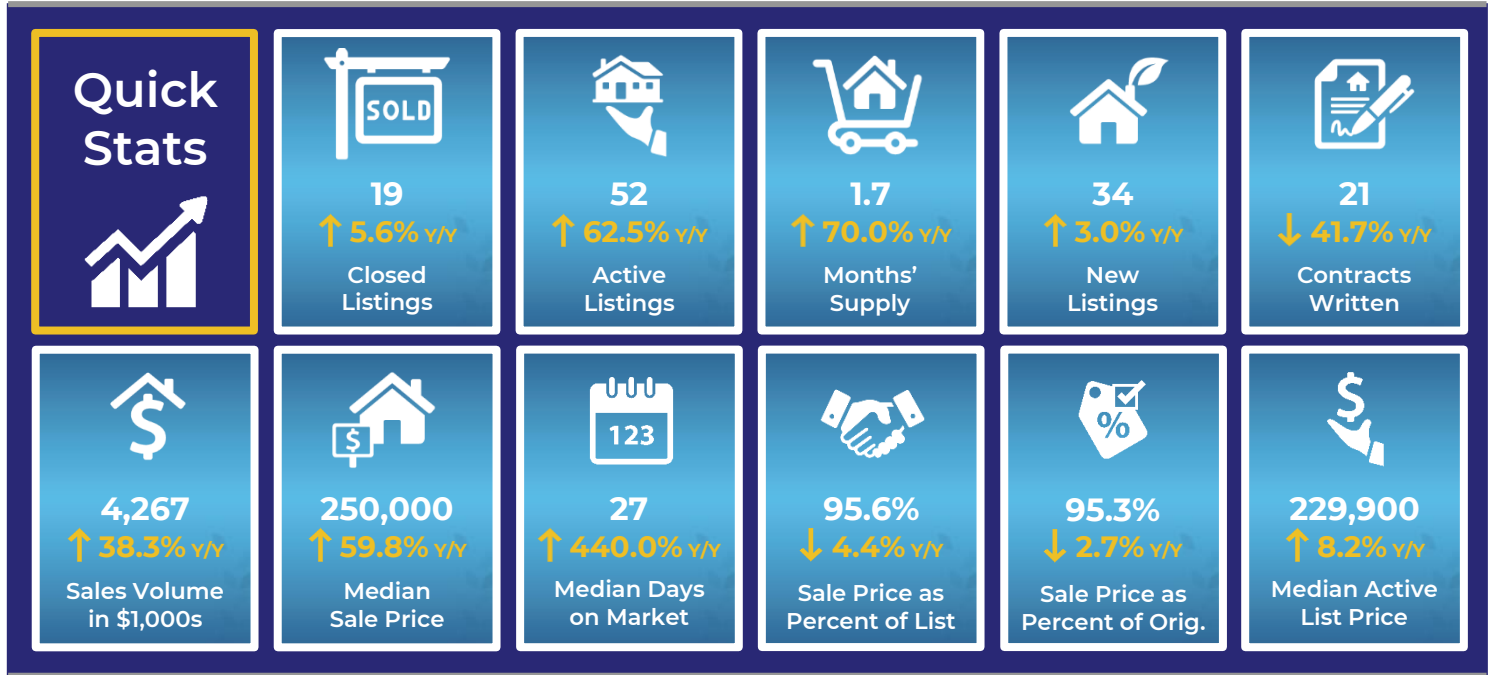 Quick
Stats
SOLD
19
↑ 5.6% Y/Y
Closed
Listings
52
↑ 62.5% Y/Y
Active
Listings
1.7
↑ 70.0% Y/Y
Months’
Supply
34
↑ 3.0% Y/Y
New
Listings
21
↓ 41.7% Y/Y
Contracts
Written
$
4,267
↑ 38.3% Y/Y
Sales Volume
in $1,000s
$
250,000
↑ 59.8% Y/Y
Median
Sale Price
123
27
↑ 440.0% Y/Y
Median Days
on Market
95.6%
↓ 4.4% Y/Y
Sale Price as
Percent of List
%
95.3%
↓ 2.7% Y/Y
Sale Price as
Percent of Orig.
$
229,900
↑ 8.2% Y/Y
Median Active
List Price